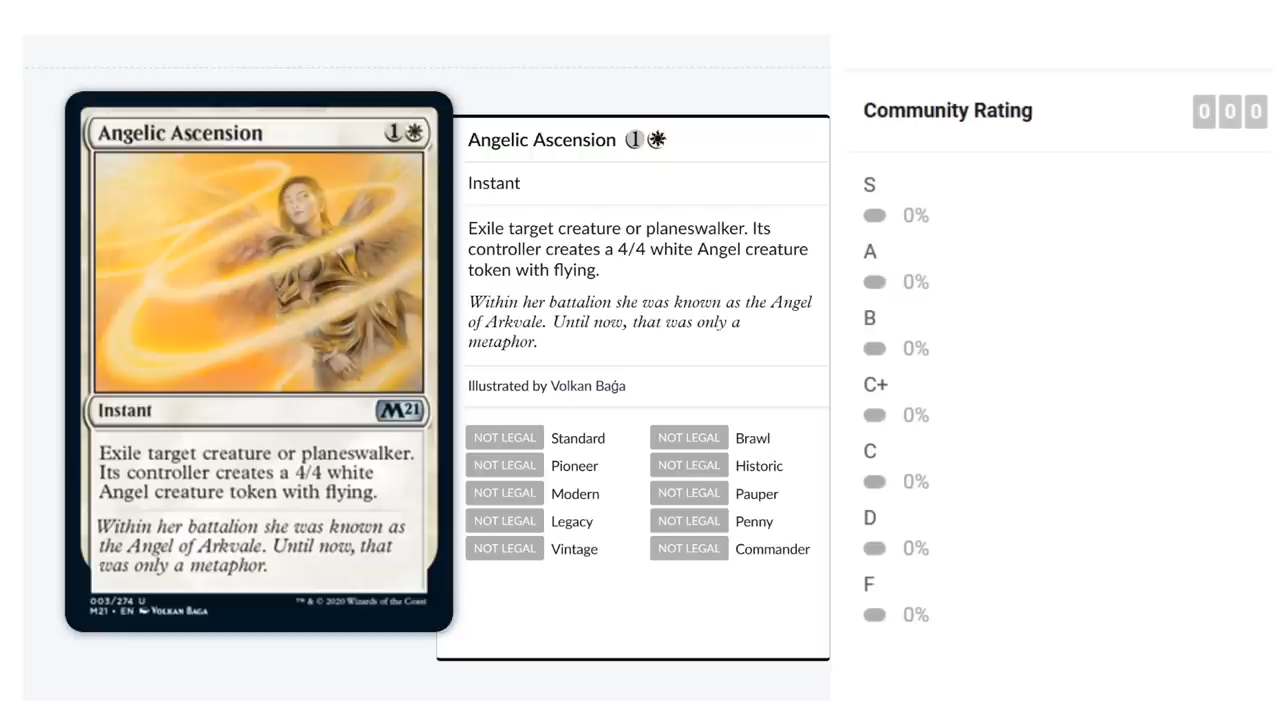 Angelic Ascension 1
M21
Instant
Exile target creature or planeswalker.
Its controller creates a 4/4 white
Angel creature token with flying.
Within her battalion she was known as
the Angel of Arkvale. Until now, that
was only a metaphor.
003/274 U
M21 • EN VOLKAN BAGA
™ & © 2020 Wizards of the Coast
Angelic Ascension 1
Instant
Exile target creature or planeswalker. Its
controller creates a 4/4 white Angel creature
token with flying.
Within her battalion she was known as the Angel
of Arkvale. Until now, that was only a
metaphor.
Illustrated by Volkan Baǵa
NOT LEGAL Standard NOT LEGAL Brawl
NOT LEGAL Pioneer NOT LEGAL Historic
NOT LEGAL Modern NOT LEGAL Pauper
NOT LEGAL Legacy NOT LEGAL Penny
NOT LEGAL Vintage NOT LEGAL Commander
Community Rating 0 0 0
S
0%
A
0%
B
0%
C+
0%
C
0%
D
0%
F
0%